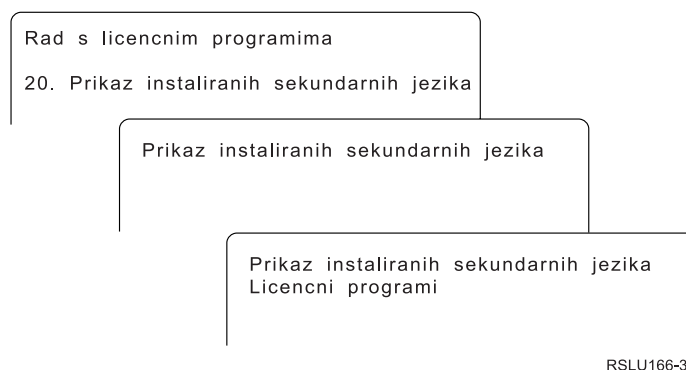 Rad s licencnim programima
20. Prikaz instaliranih sekundarnih jezika
Prikaz instaliranih sekundarnih jezika
Prikaz instaliranih sekundarnih jezika
Licencni programi
RSLU166-3